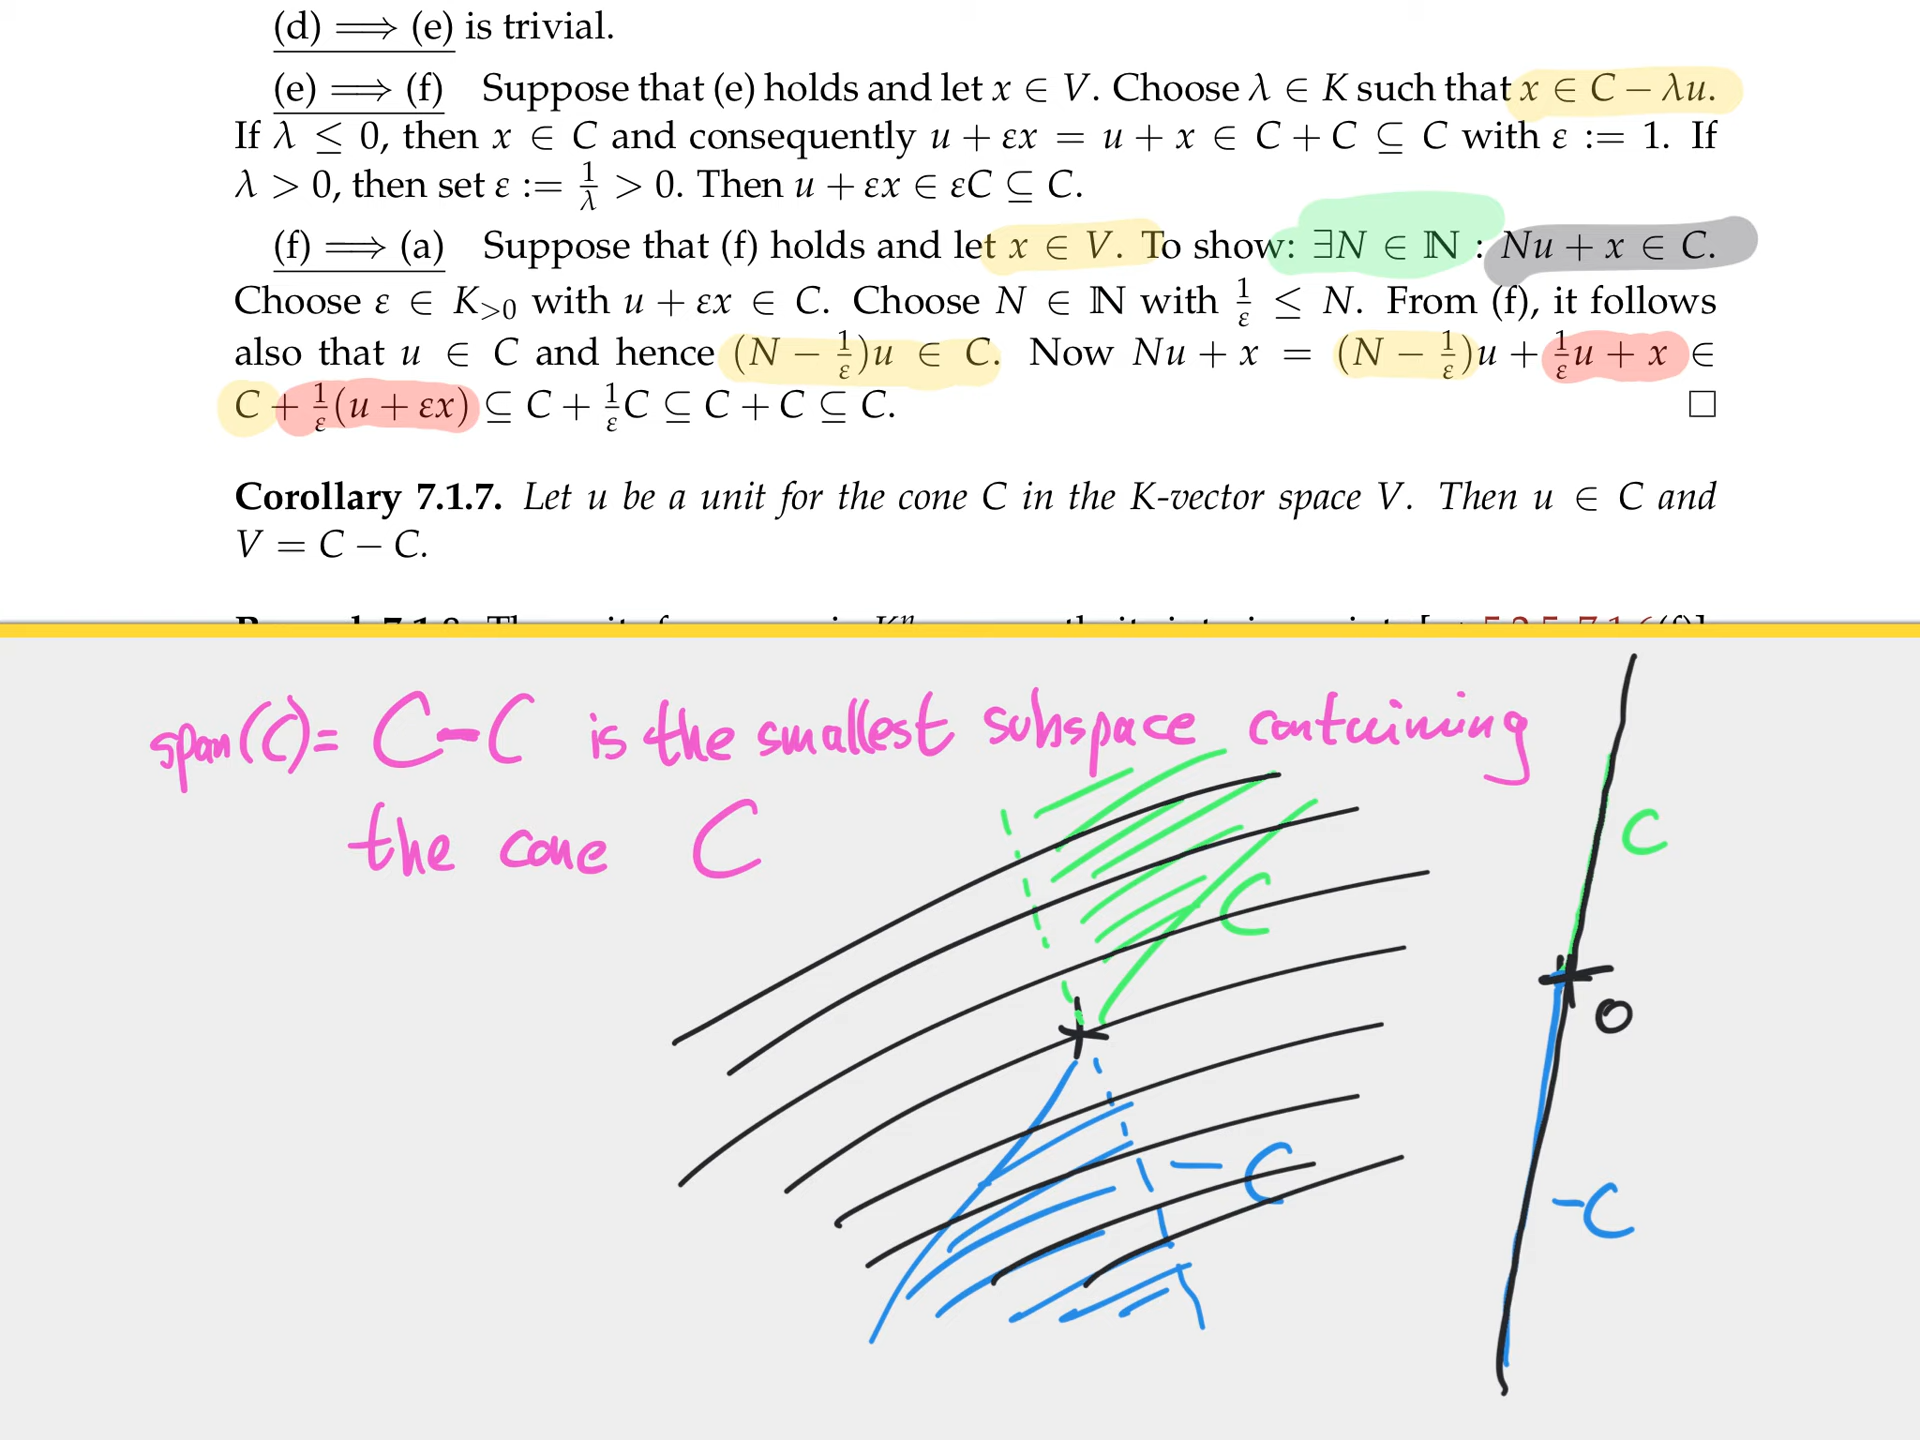 (d) ⟹ (e) is trivial.
(e) ⟹ (f) Suppose that (e) holds and let x ∈ V. Choose λ ∈ K such that x ∈ C − λu.
If λ ≤ 0, then x ∈ C and consequently u + εx = u + x ∈ C + C ⊆ C with ε := 1. If
λ > 0, then set ε := 1/λ > 0. Then u + εx ∈ εC ⊆ C.
(f) ⟹ (a) Suppose that (f) holds and let x ∈ V. To show: ∃N ∈ ℕ : Nu + x ∈ C.
Choose ε ∈ K>0 with u + εx ∈ C. Choose N ∈ ℕ with 1/ε ≤ N. From (f), it follows
also that u ∈ C and hence (N − 1/ε)u ∈ C. Now Nu + x = (N − 1/ε)u + 1/ε u + x ∈
C + 1/ε(u + εx) ⊆ C + 1/ε C ⊆ C + C ⊆ C. □
Corollary 7.1.7. Let u be a unit for the cone C in the K-vector space V. Then u ∈ C and
V = C − C.
span(C) = C − C is the smallest subspace containing
the cone C
C
C
0
−C
−C